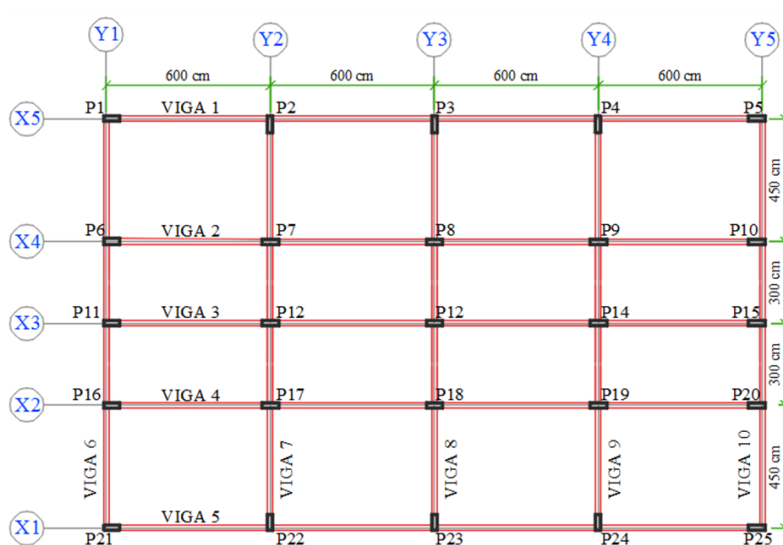 Y1 Y2 Y3 Y4 Y5
600 cm 600 cm 600 cm 600 cm
X5 P1 VIGA 1 P2 P3 P4 P5
450 cm
X4 P6 VIGA 2 P7 P8 P9 P10
300 cm
X3 P11 VIGA 3 P12 P12 P14 P15
300 cm
X2 P16 VIGA 4 P17 P18 P19 P20
VIGA 6 VIGA 7 VIGA 8 VIGA 9 VIGA 10 450 cm
X1 VIGA 5
P21 P22 P23 P24 P25